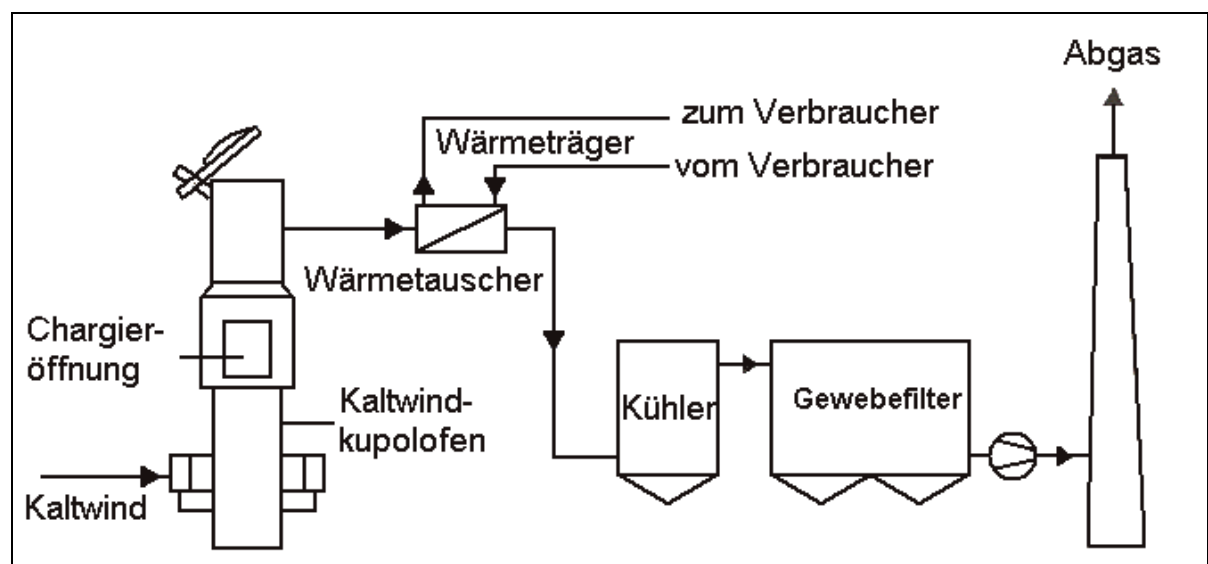 Abgas
zum Verbraucher
Wärmeträger
vom Verbraucher
Wärmetauscher
Chargier-
öffnung
Kaltwind-
kupolofen
Kühler
Gewebefilter
Kaltwind